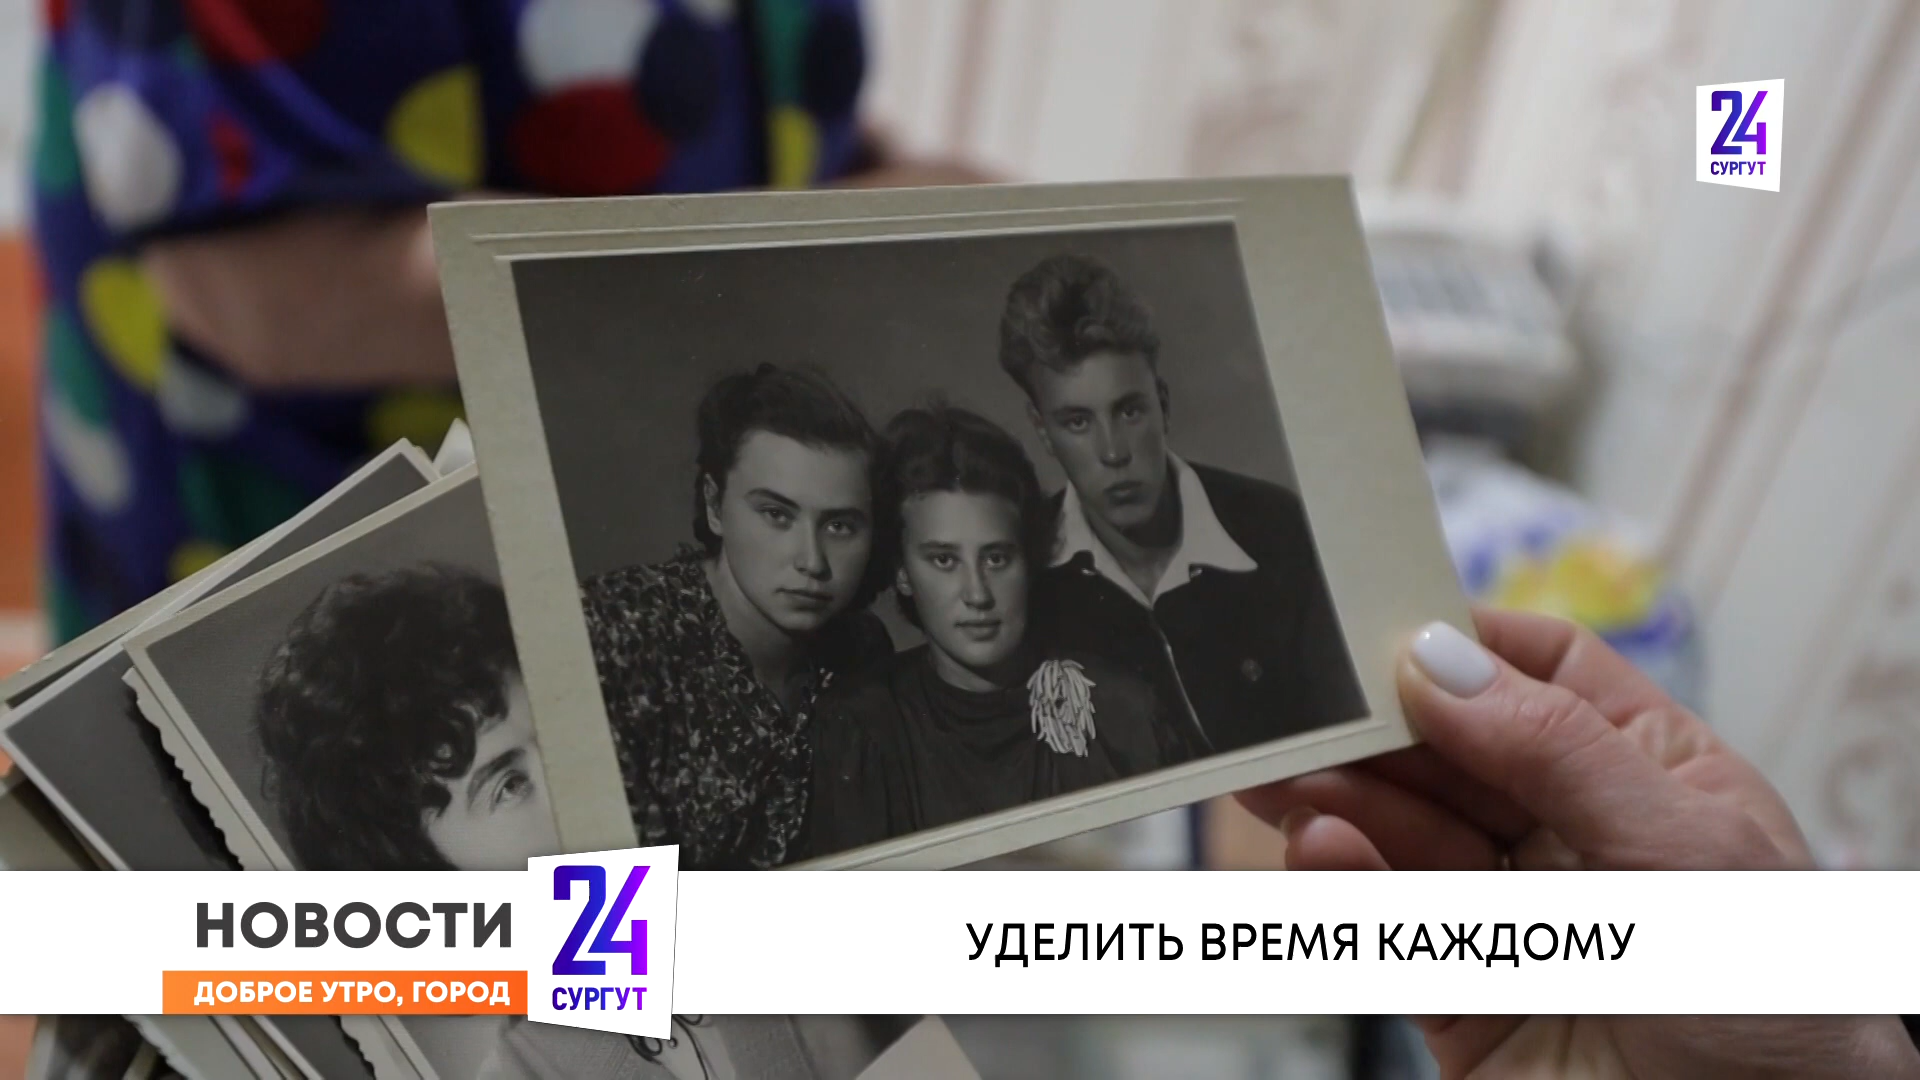 24
СУРГУТ
НОВОСТИ
ДОБРОЕ УТРО, ГОРОД
24
СУРГУТ
УДЕЛИТЬ ВРЕМЯ КАЖДОМУ